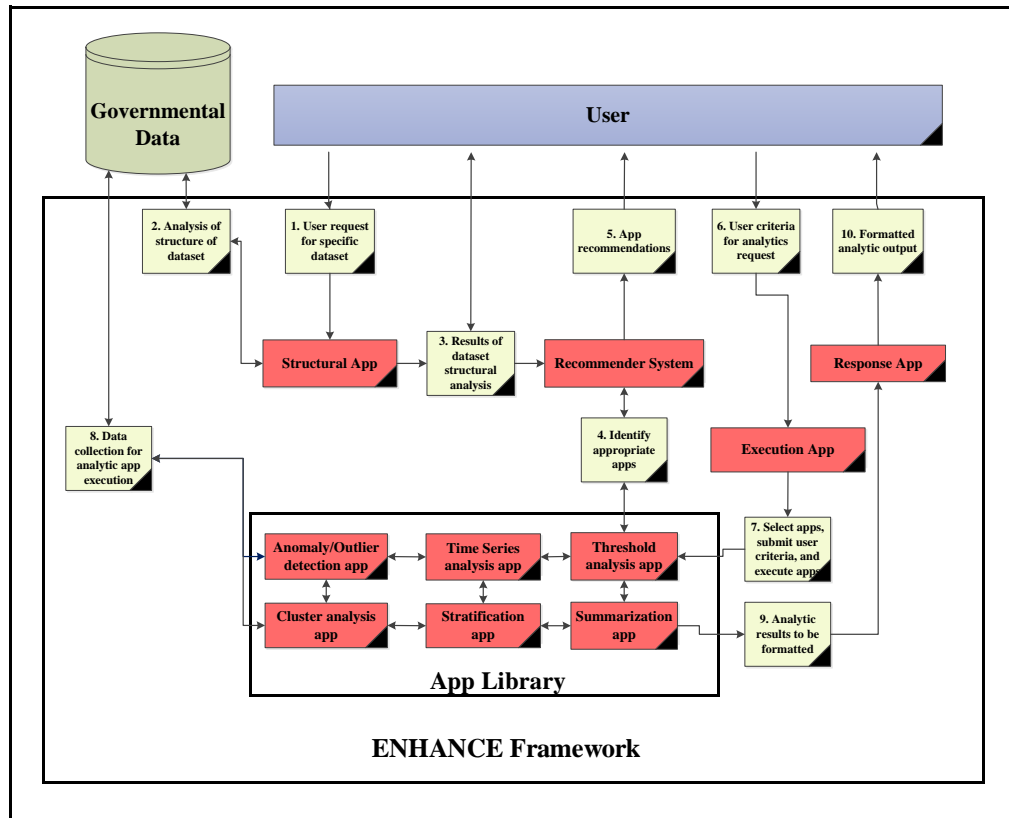 Governmental
Data
User
2. Analysis of
structure of
dataset
1. User request
for specific
dataset
5. App
recommendations
6. User criteria
for analytics
request
10. Formatted
analytic output
Structural App
3. Results of
dataset
structural
analysis
Recommender System
Response App
8. Data
collection for
analytic app
execution
4. Identify
appropriate
apps
Execution App
Anomaly/Outlier
detection app
Time Series
analysis app
Threshold
analysis app
7. Select apps,
submit user
criteria, and
execute apps
Cluster analysis
app
Stratification
app
Summarization
app
9. Analytic
results to be
formatted
App Library
ENHANCE Framework